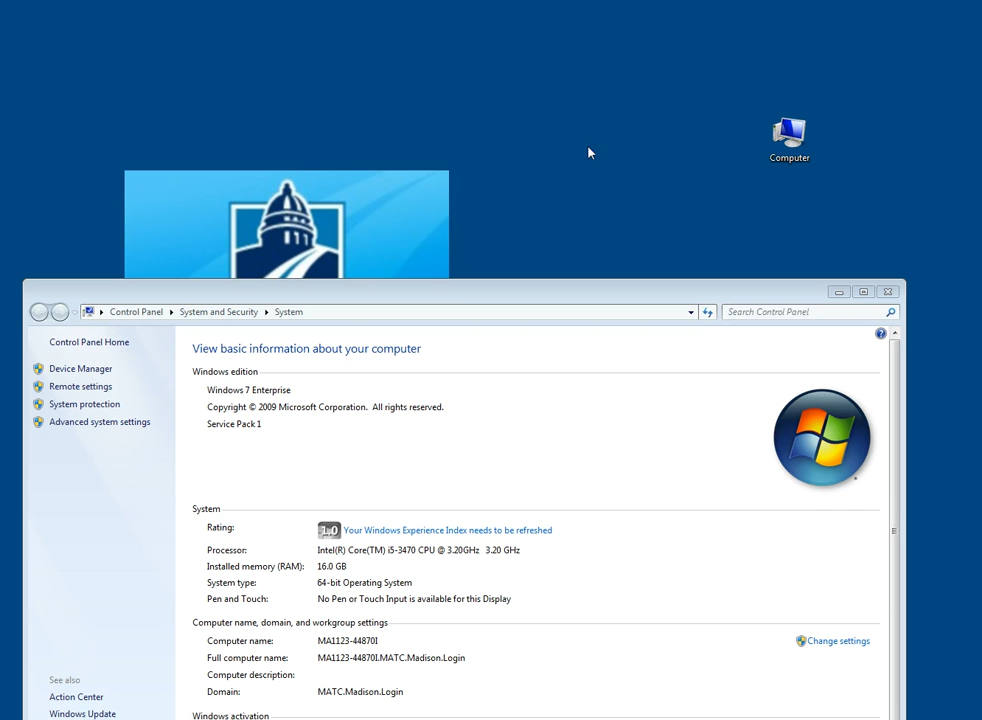 Computer
Control Panel ▸ System and Security ▸ System
Search Control Panel
Control Panel Home
Device Manager
Remote settings
System protection
Advanced system settings
See also
Action Center
Windows Update
View basic information about your computer
Windows edition
Windows 7 Enterprise
Copyright © 2009 Microsoft Corporation. All rights reserved.
Service Pack 1
System
Rating: 1.0 Your Windows Experience Index needs to be refreshed
Processor: Intel(R) Core(TM) i5-3470 CPU @ 3.20GHz 3.20 GHz
Installed memory (RAM): 16.0 GB
System type: 64-bit Operating System
Pen and Touch: No Pen or Touch Input is available for this Display
Computer name, domain, and workgroup settings
Computer name: MA1123-44870I
Change settings
Full computer name: MA1123-44870I.MATC.Madison.Login
Computer description:
Domain: MATC.Madison.Login
Windows activation